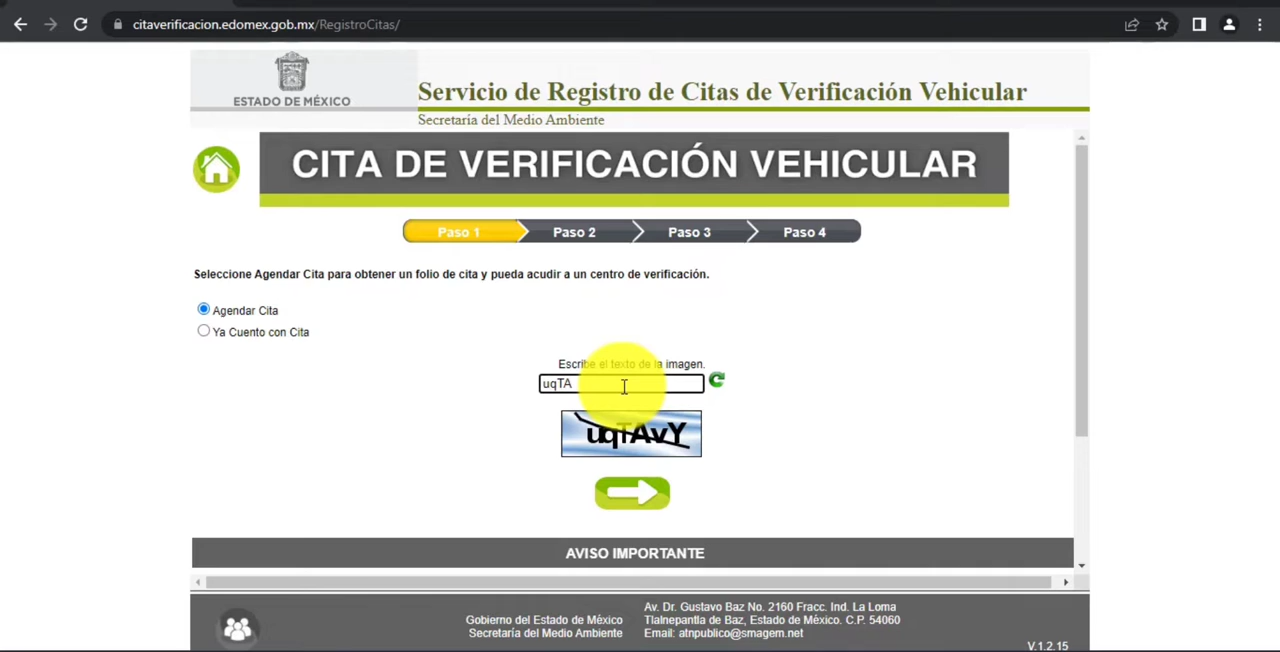 citaverificacion.edomex.gob.mx/RegistroCitas/
ESTADO DE MÉXICO
Servicio de Registro de Citas de Verificación Vehicular
Secretaría del Medio Ambiente
CITA DE VERIFICACIÓN VEHICULAR
Paso 1 Paso 2 Paso 3 Paso 4
Seleccione Agendar Cita para obtener un folio de cita y pueda acudir a un centro de verificación.
Agendar Cita
Ya Cuento con Cita
Escribe el texto de la imagen.
uqTA
uqTAvY
AVISO IMPORTANTE
Gobierno del Estado de México
Secretaría del Medio Ambiente
Av. Dr. Gustavo Baz No. 2160 Fracc. Ind. La Loma
Tlalnepantla de Baz, Estado de México. C.P. 54060
Email: atnpublico@smagem.net
V.1.2.15